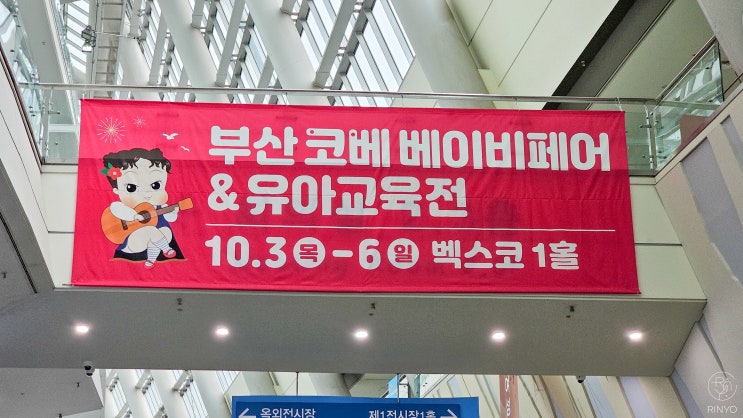 부산 코베 베이비페어
& 유아교육전
10.3 목 - 6 일 벡스코 1홀
옥외전시장
제1전시장1홀
RINYO